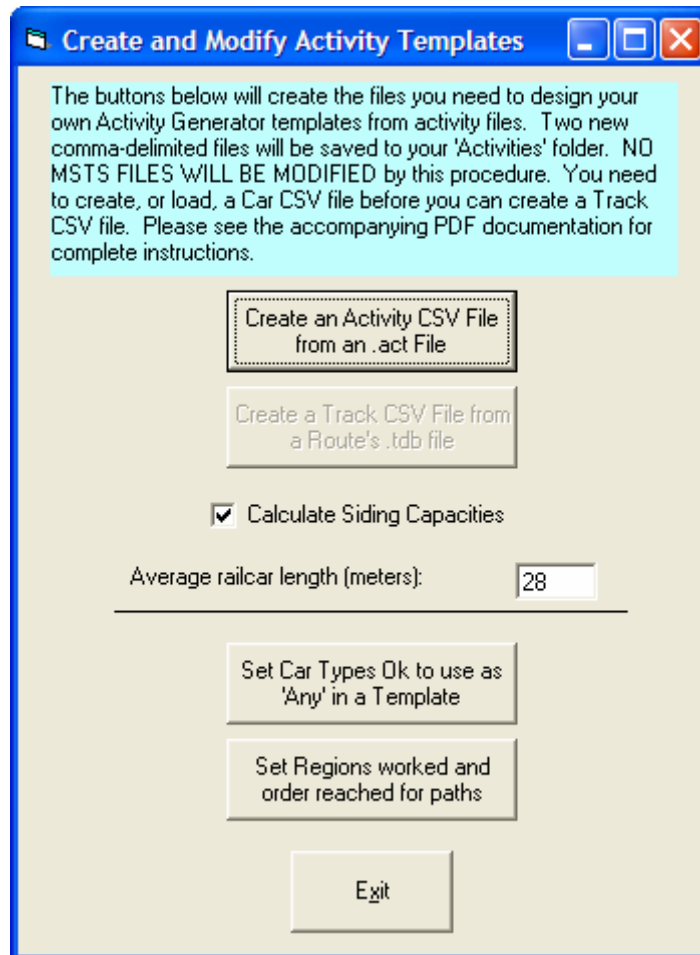 Create and Modify Activity Templates
The buttons below will create the files you need to design your
own Activity Generator templates from activity files.  Two new
comma-delimited files will be saved to your 'Activities' folder.  NO
MSTS FILES WILL BE MODIFIED by this procedure.  You need
to create, or load, a Car CSV file before you can create a Track
CSV file.  Please see the accompanying PDF documentation for
complete instructions.
Create an Activity CSV File
from an .act File
Create a Track CSV File from
a Route's .tdb file
Calculate Siding Capacities
Average railcar length (meters):
28
Set Car Types Ok to use as
'Any' in a Template
Set Regions worked and
order reached for paths
Exit